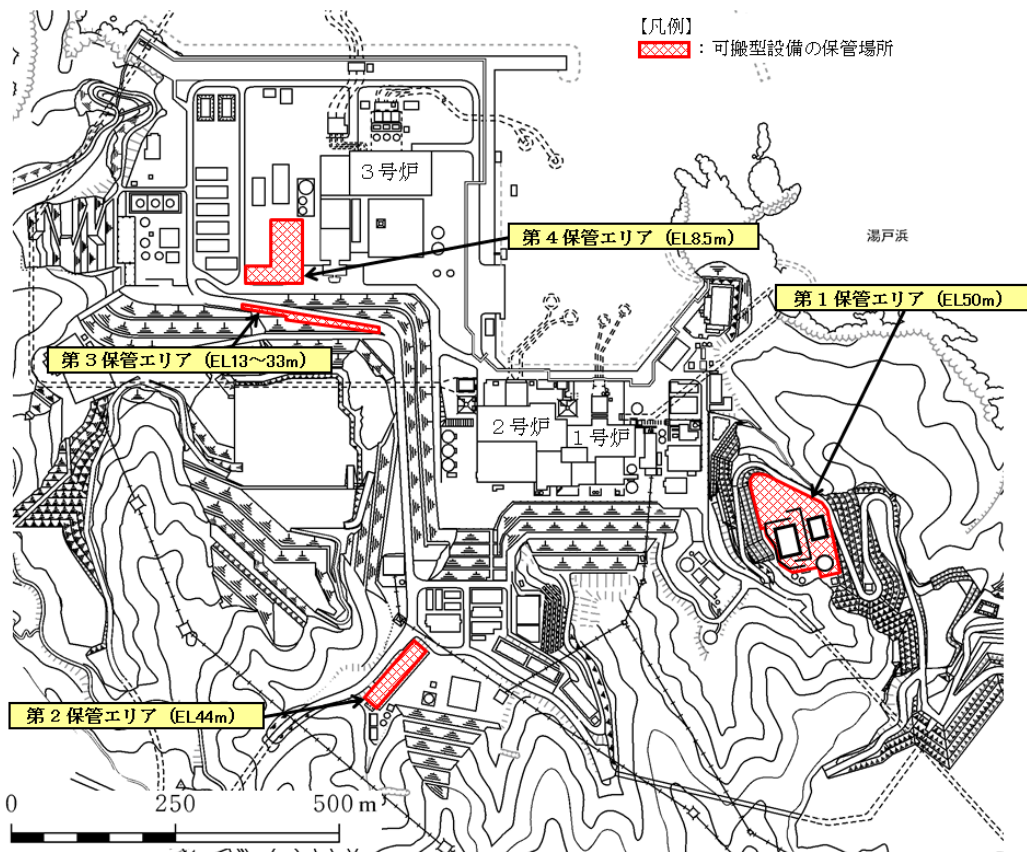 【凡例】
：可搬型設備の保管場所
３号炉
第４保管エリア（EL8.5m）
湯戸浜
第１保管エリア（EL50m）
第３保管エリア（EL13～33m）
２号炉
１号炉
第２保管エリア（EL44m）
0 250 500 m